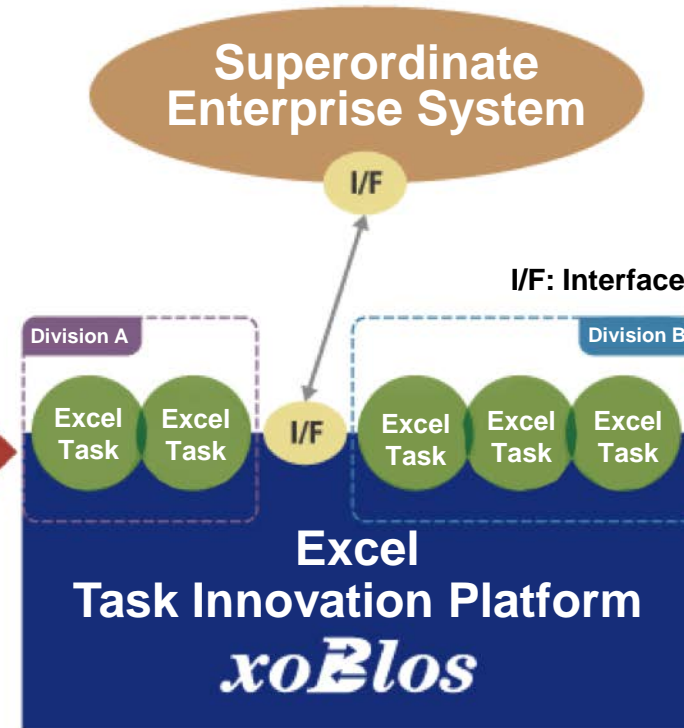 Superordinate
Enterprise System
I/F
I/F: Interface
Division A
Division B
Excel
Task
Excel
Task
I/F
Excel
Task
Excel
Task
Excel
Task
Excel
Task Innovation Platform
xoBlos